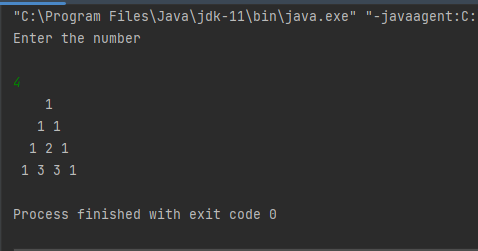 "C:\Program Files\Java\jdk-11\bin\java.exe" "-javaagent:C:
Enter the number
4
1
1 1
1 2 1
1 3 3 1
Process finished with exit code 0